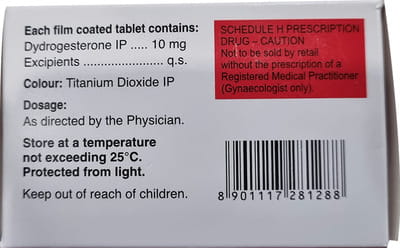 Each film coated tablet contains:
Dydrogesterone IP ..... 10 mg
Excipients ........................ q.s.
Colour: Titanium Dioxide IP
Dosage:
As directed by the Physician.
Store at a temperature
not exceeding 25°C.
Protected from light.
Keep out of reach of children.
SCHEDULE H PRESCRIPTION
DRUG – CAUTION
Not to be sold by retail
without the prescription of a
Registered Medical Practitioner
(Gynaecologist only).
8 901117 281288